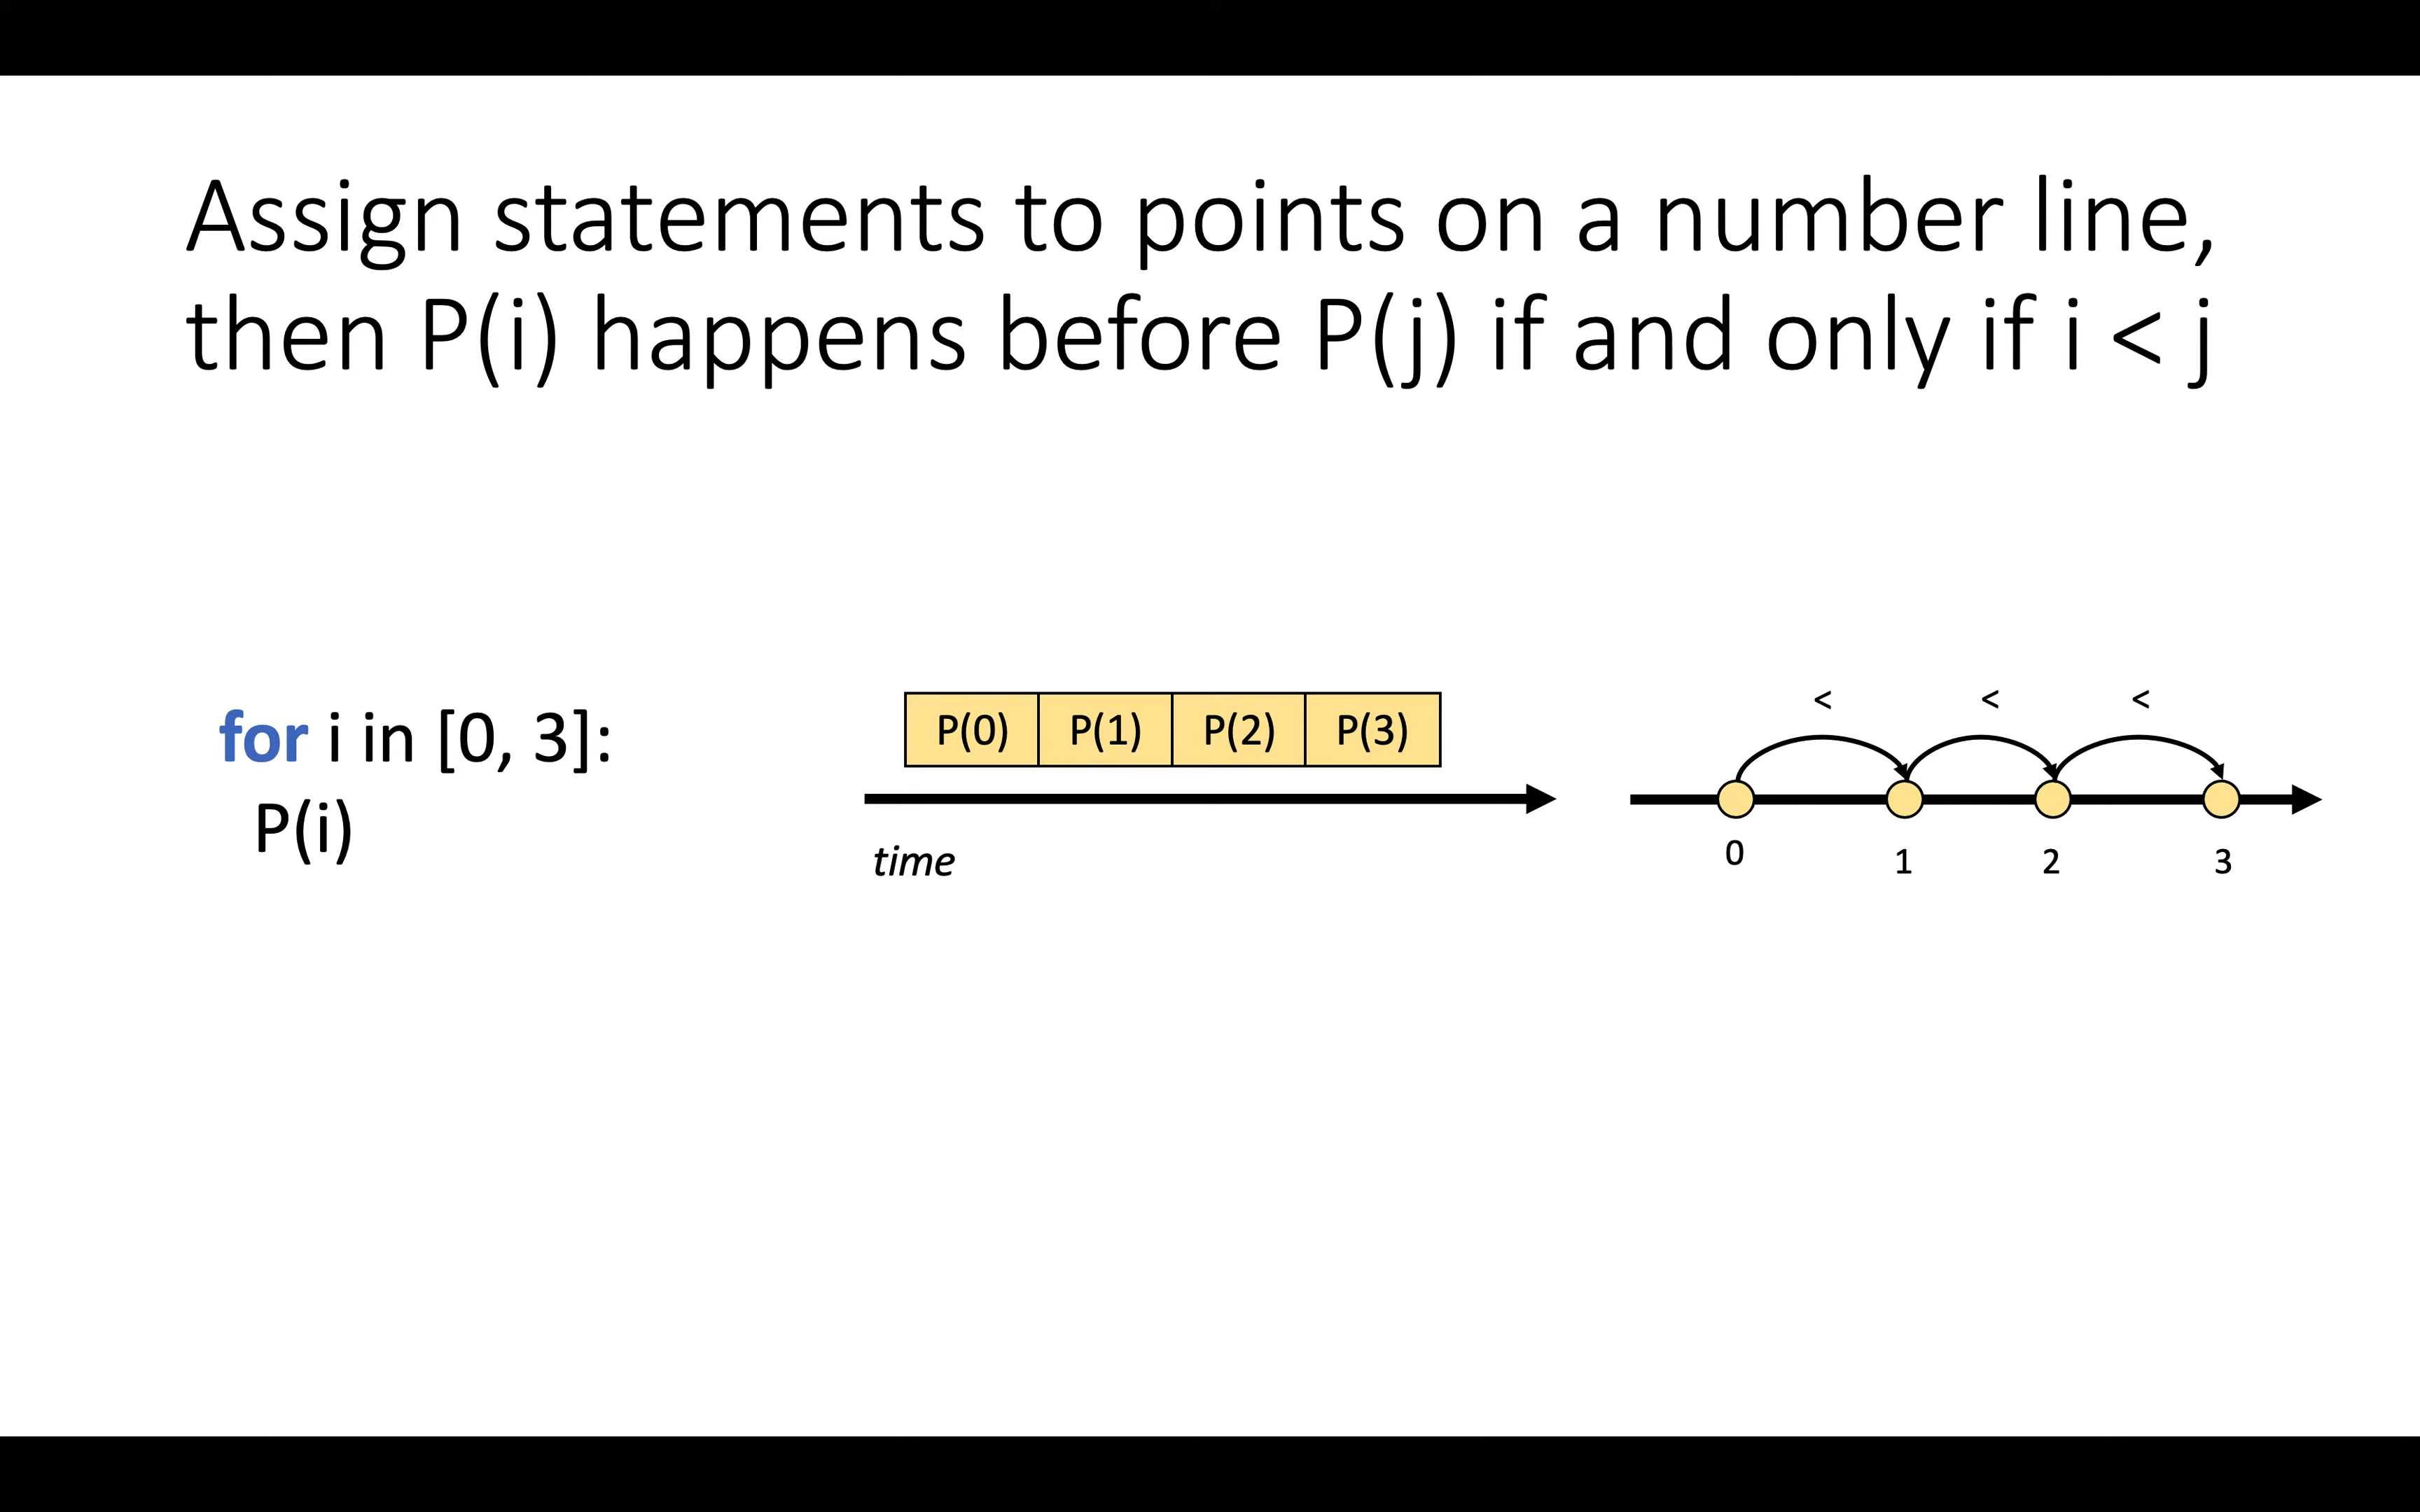 Assign statements to points on a number line,
then P(i) happens before P(j) if and only if i < j
for i in [0, 3]:
P(i)
P(0) P(1) P(2) P(3)
time
< < <
0 1 2 3